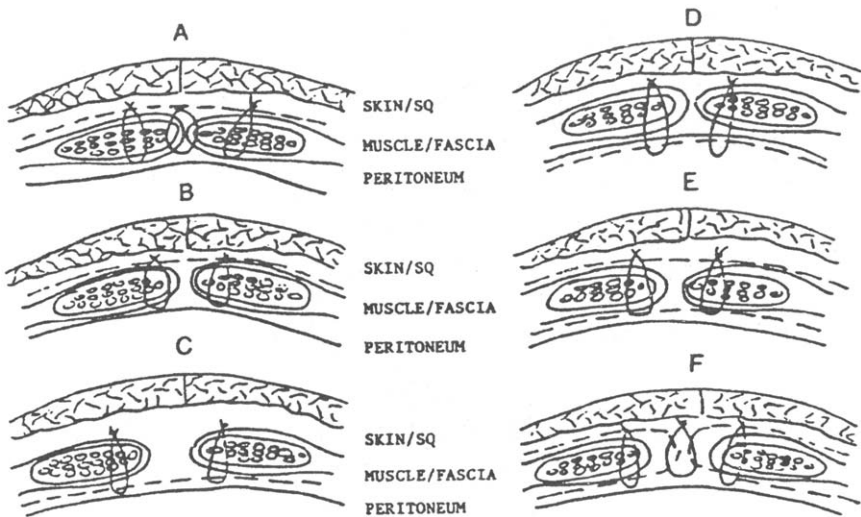 A
SKIN/SQ
MUSCLE/FASCIA
PERITONEUM
B
SKIN/SQ
MUSCLE/FASCIA
PERITONEUM
C
SKIN/SQ
MUSCLE/FASCIA
PERITONEUM
D
E
F